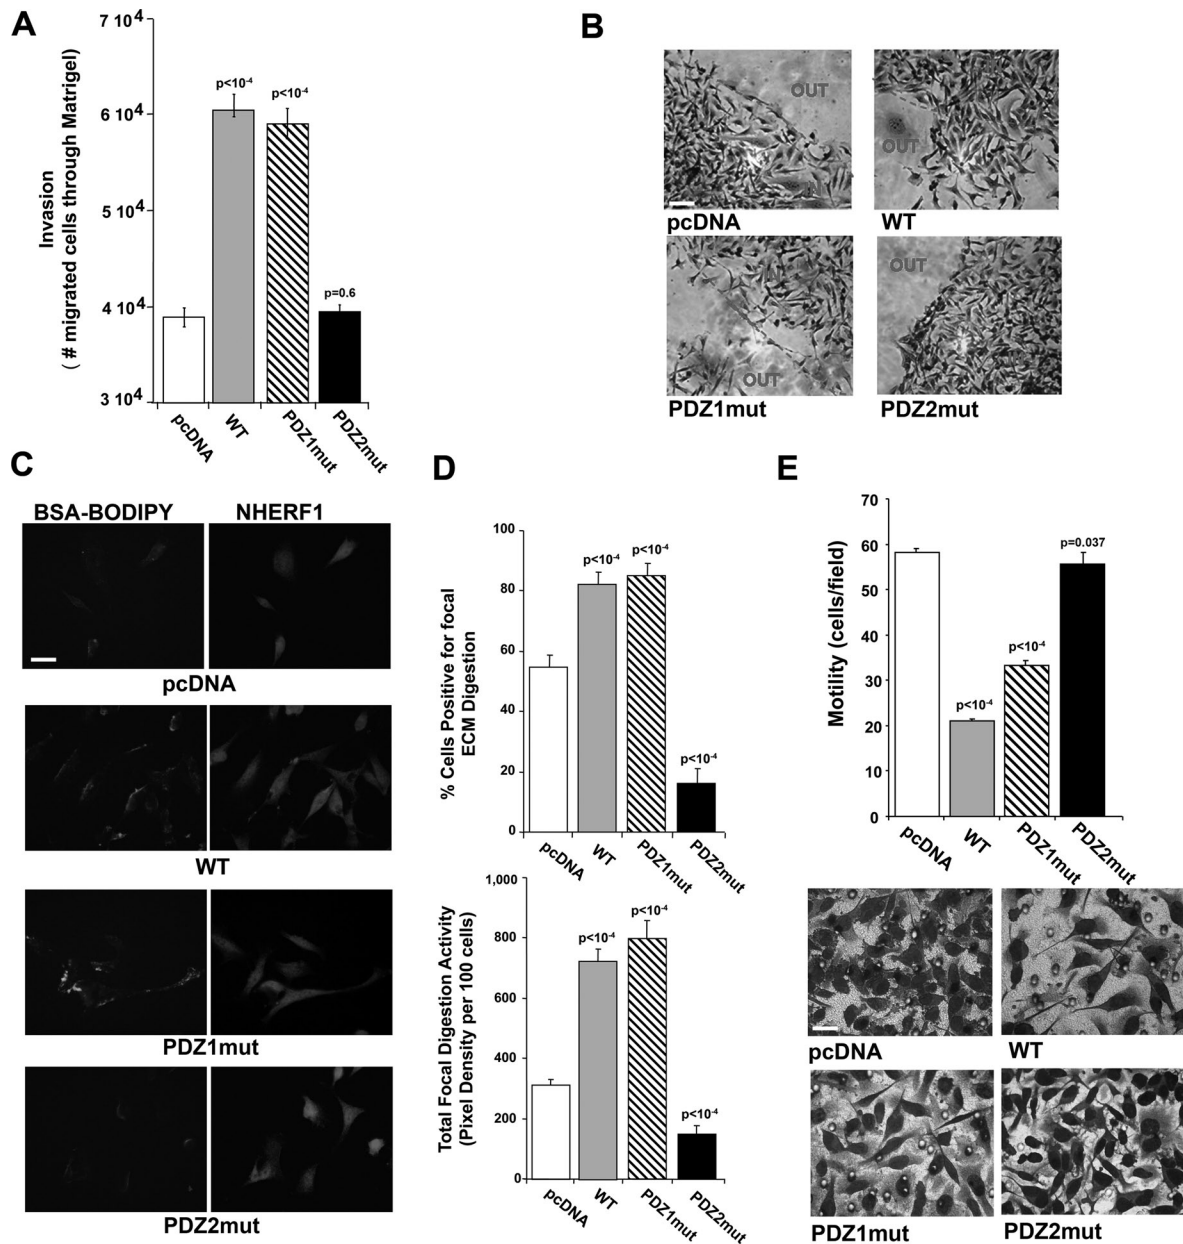 A
7 10⁴
6 10⁴
5 10⁴
4 10⁴
3 10⁴
Invasion
( # migrated cells through Matrigel)
p<10⁻⁴
p<10⁻⁴
p=0.6
pcDNA
WT
PDZ1mut
PDZ2mut
B
OUT
IN
pcDNA
OUT
WT
IN
OUT
PDZ1mut
OUT
PDZ2mut
C
BSA-BODIPY NHERF1
pcDNA
WT
PDZ1mut
PDZ2mut
D
% Cells Positive for focal
ECM Digestion
100
80
60
40
20
0
p<10⁻⁴
p<10⁻⁴
p<10⁻⁴
pcDNA
WT
PDZ1mut
PDZ2mut
Total Focal Digestion Activity
(Pixel Density per 100 cells)
1,000
800
600
400
200
0
p<10⁻⁴
p<10⁻⁴
p<10⁻⁴
pcDNA
WT
PDZ1mut
PDZ2mut
E
Motility (cells/field)
70
60
50
40
30
20
10
0
p<10⁻⁴
p<10⁻⁴
p=0.037
pcDNA
WT
PDZ1mut
PDZ2mut
pcDNA
WT
PDZ1mut
PDZ2mut